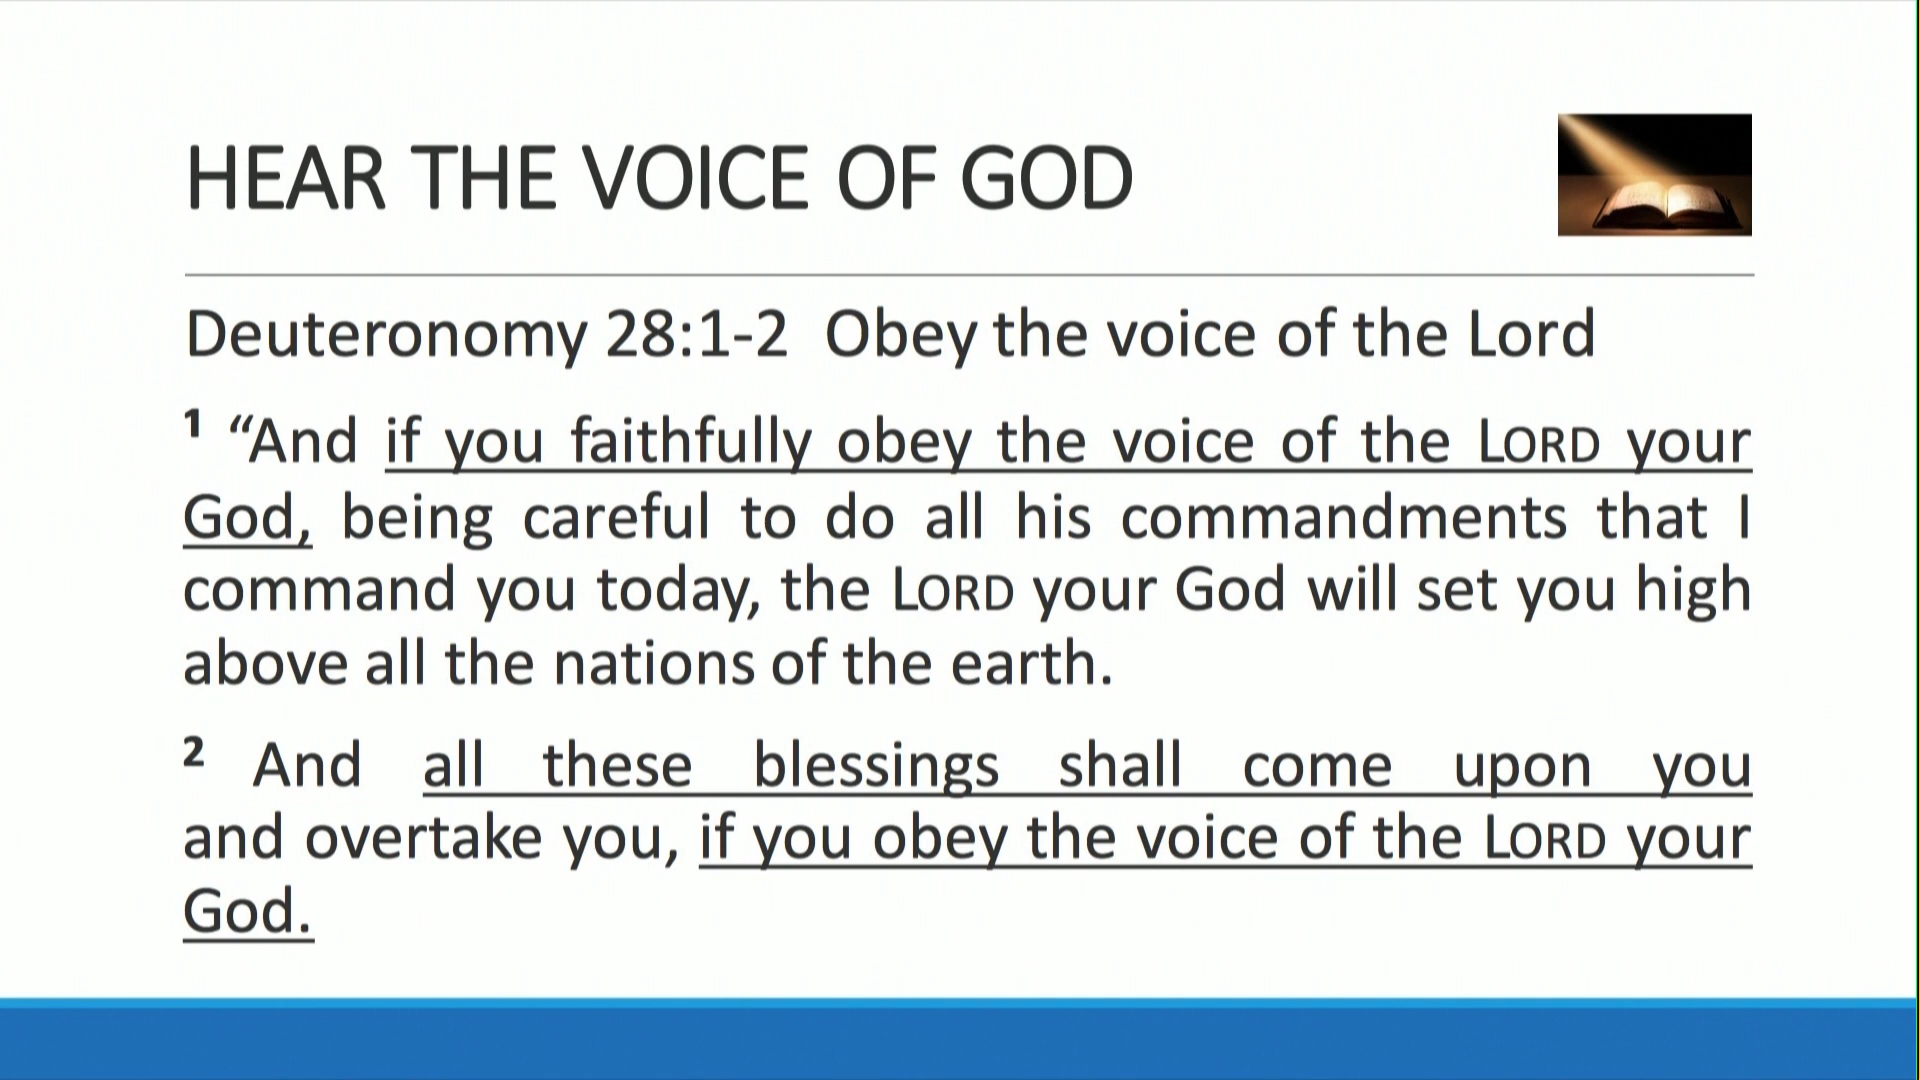 HEAR THE VOICE OF GOD
Deuteronomy 28:1-2  Obey the voice of the Lord
1 “And if you faithfully obey the voice of the LORD your
God, being careful to do all his commandments that I
command you today, the LORD your God will set you high
above all the nations of the earth.
2 And all these blessings shall come upon you
and overtake you, if you obey the voice of the LORD your
God.